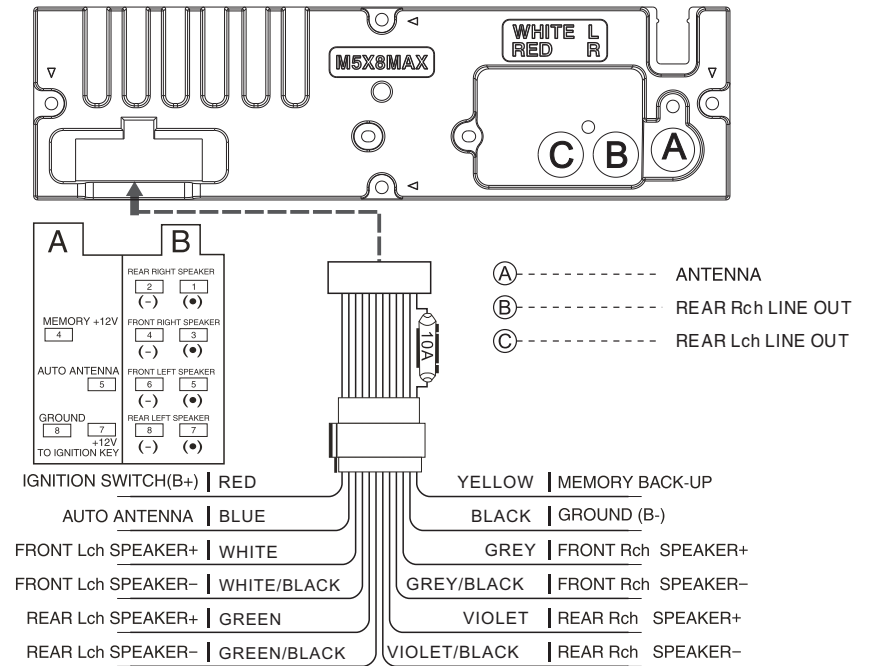 WHITE L
RED R
M5X8MAX
C B A
A B
REAR RIGHT SPEAKER
2 1
(-) (●)
MEMORY +12V
4
FRONT RIGHT SPEAKER
4 3
(-) (●)
AUTO ANTENNA
5
FRONT LEFT SPEAKER
6 5
(-) (●)
GROUND
8 7
+12V
TO IGNITION KEY
REAR LEFT SPEAKER
8 7
(-) (●)
10A
A ANTENNA
B REAR Rch LINE OUT
C REAR Lch LINE OUT
IGNITION SWITCH(B+) | RED
YELLOW | MEMORY BACK-UP
AUTO ANTENNA | BLUE
BLACK | GROUND (B-)
FRONT Lch SPEAKER+ | WHITE
GREY | FRONT Rch SPEAKER+
FRONT Lch SPEAKER– | WHITE/BLACK
GREY/BLACK | FRONT Rch SPEAKER–
REAR Lch SPEAKER+ | GREEN
VIOLET | REAR Rch SPEAKER+
REAR Lch SPEAKER– | GREEN/BLACK
VIOLET/BLACK | REAR Rch SPEAKER–